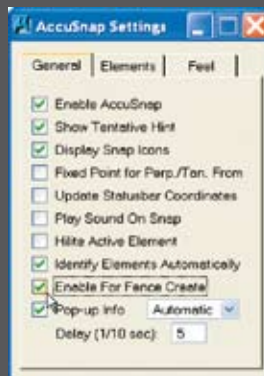 AccuSnap Settings
General Elements Feel
Enable AccuSnap
Show Tentative Hint
Display Snap Icons
Fixed Point for Perp./Tan. From
Update Statusbar Coordinates
Play Sound On Snap
Hilite Active Element
Identify Elements Automatically
Enable For Fence Create
Pop-up Info Automatic
Delay (1/10 sec): 5